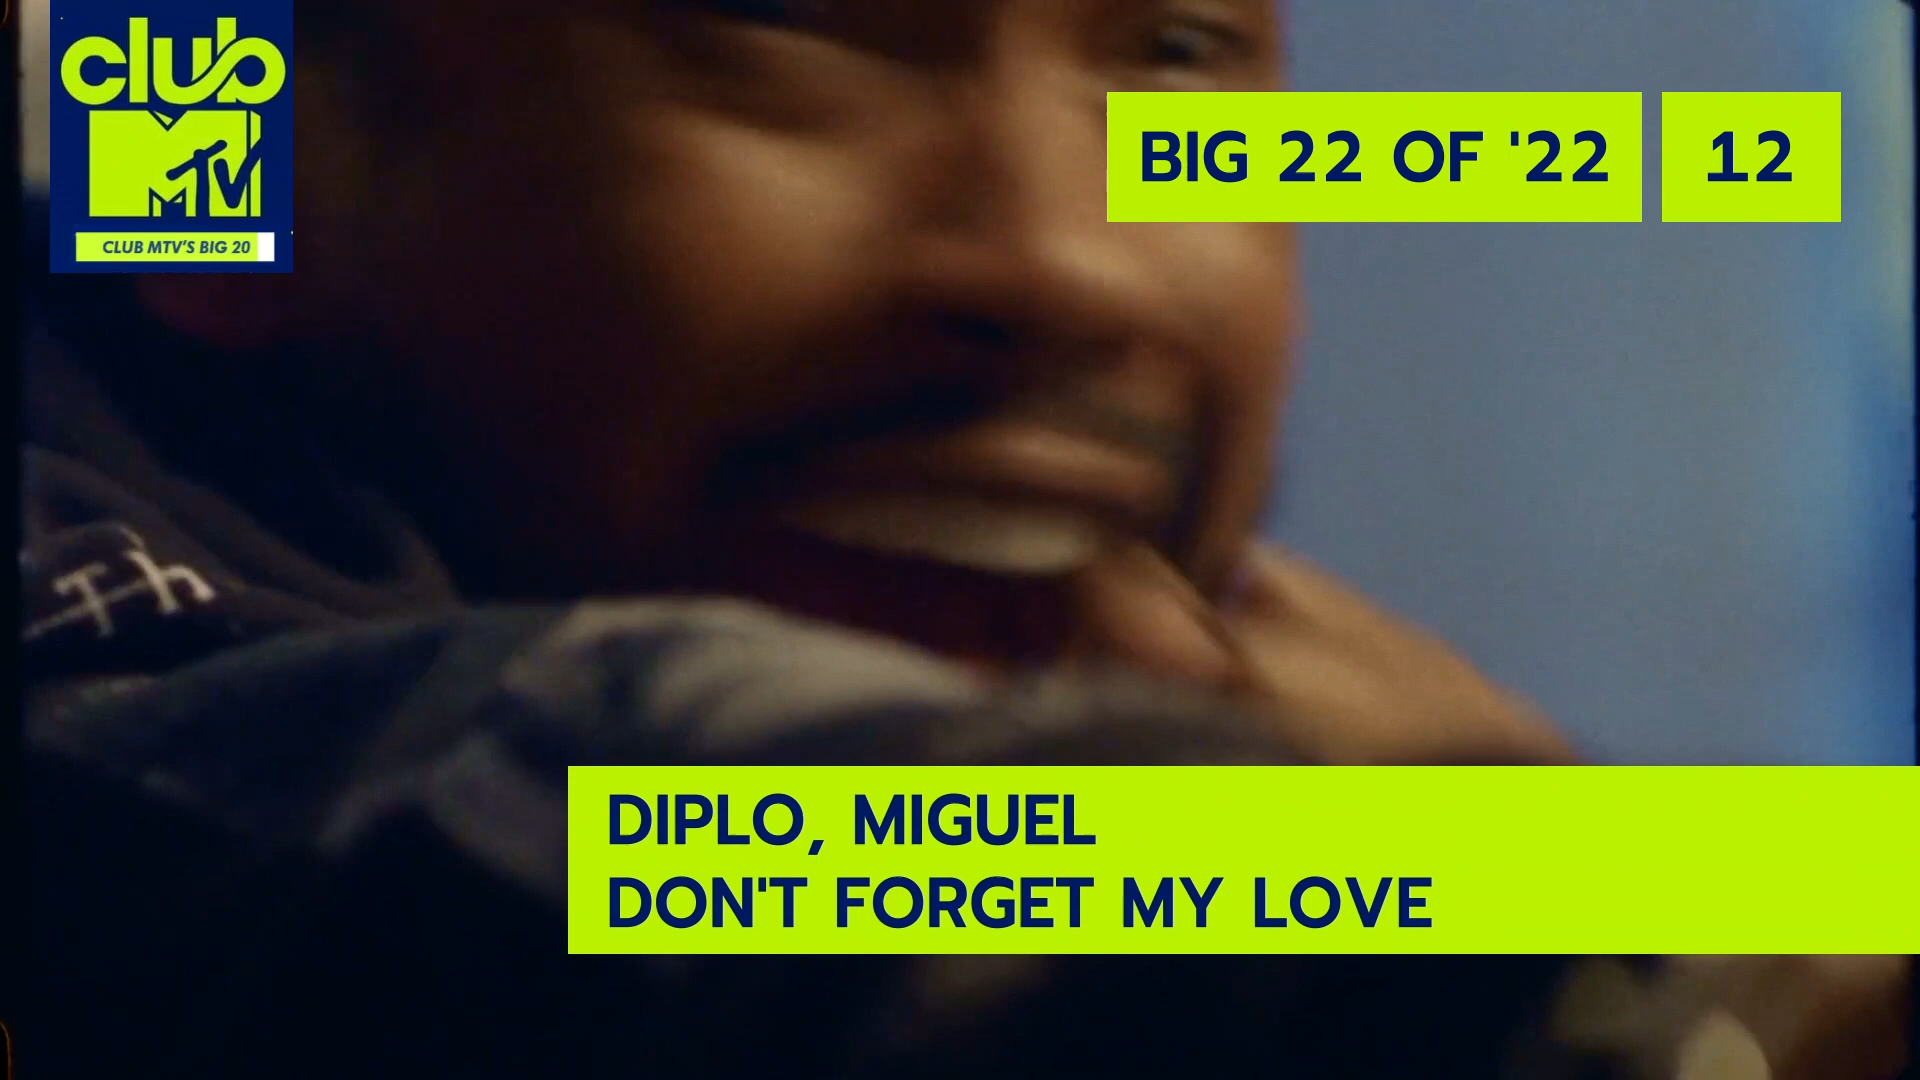 club
MTV
CLUB MTV'S BIG 20
BIG 22 OF '22
12
DIPLO, MIGUEL
DON'T FORGET MY LOVE